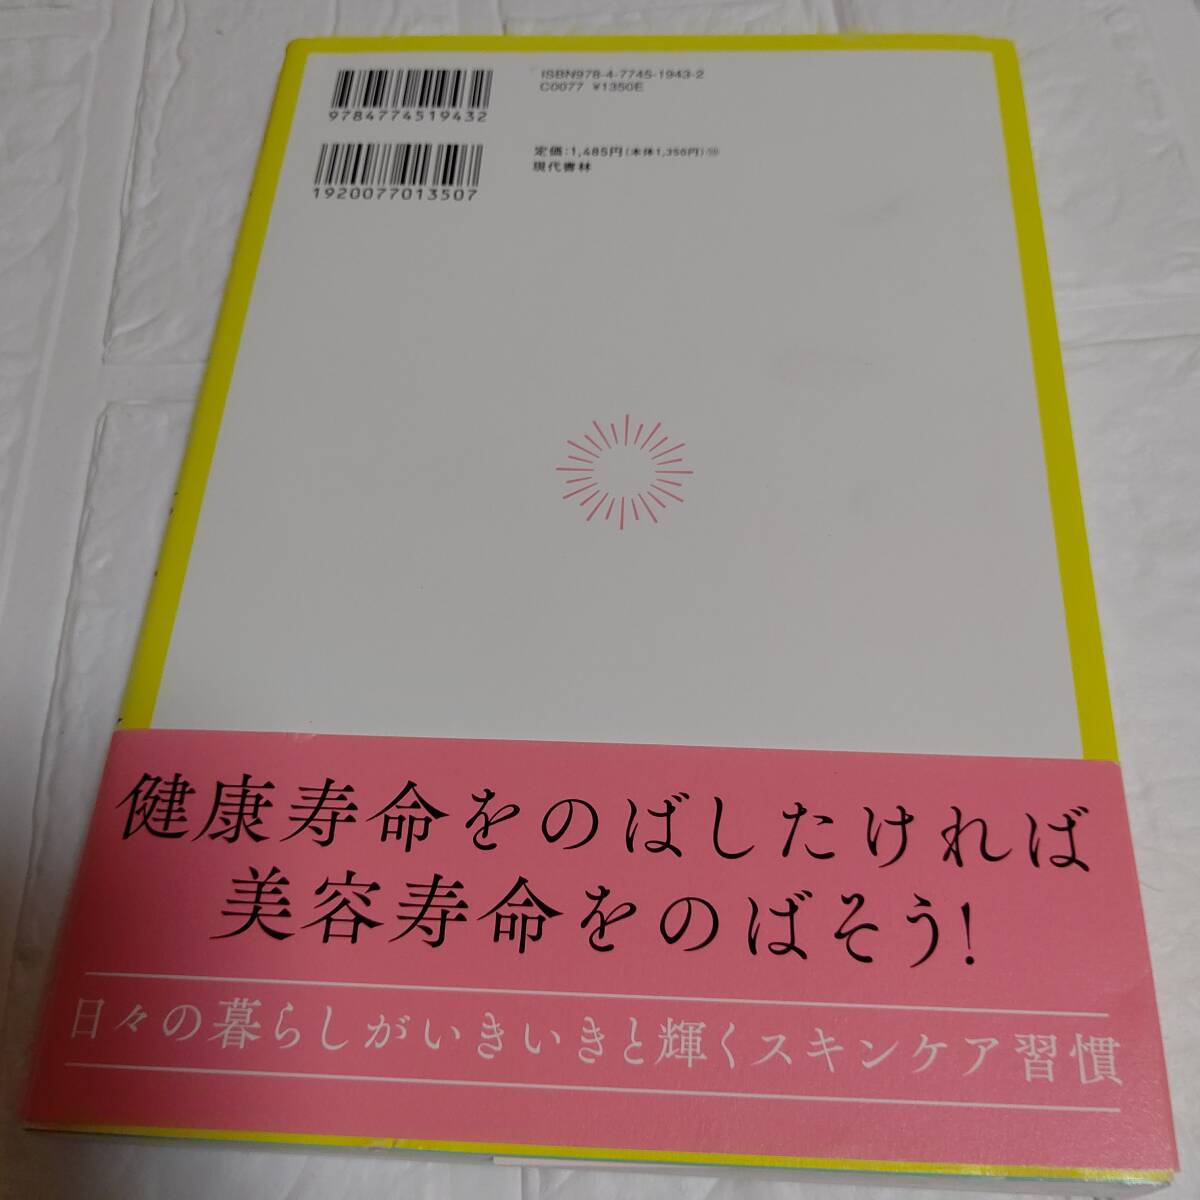 ISBN978-4-7745-1943-2
C0077 ¥1350E
9784774519432
定価:1,485円(本体1,350円)⑩
現代書林
1920077013507
健康寿命をのばしたければ
美容寿命をのばそう!
日々の暮らしがいきいきと輝くスキンケア習慣